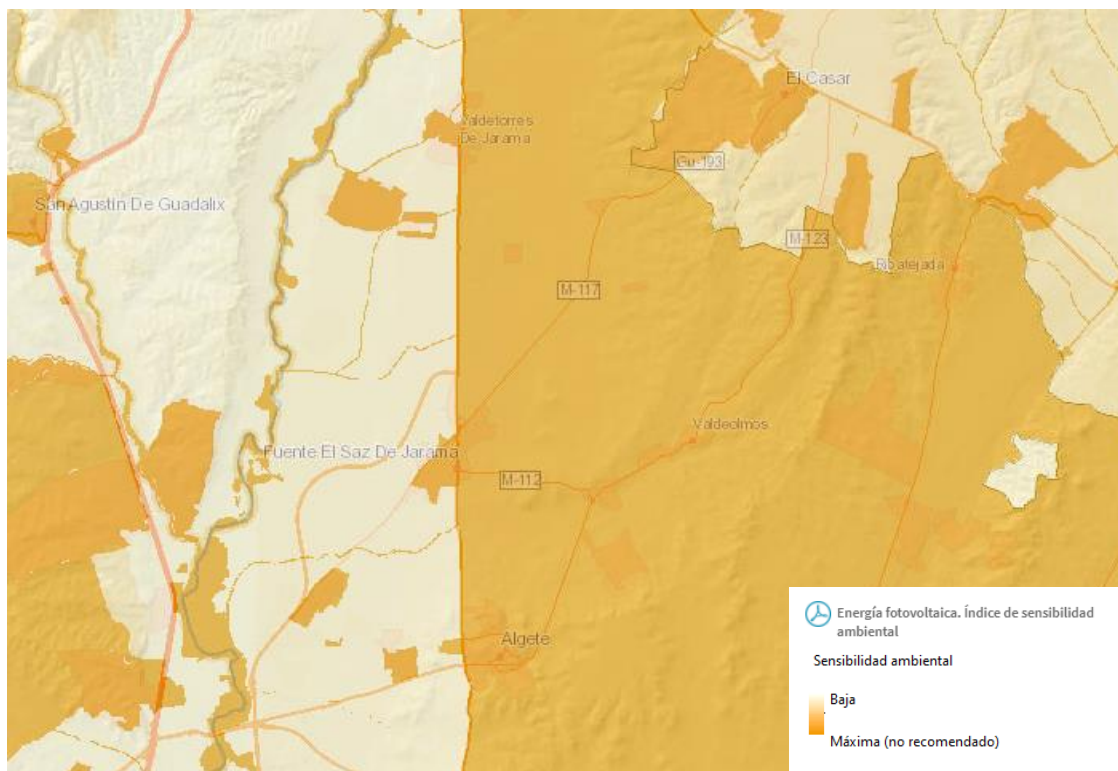 El Casar
Valdetorres
De Jarama
Gu-193
San Agustín De Guadalix
M-123
Ribatejada
M-117
Valdeolmos
Fuente El Saz De Jarama
M-112
Algete
Energía fotovoltaica. Índice de sensibilidad
ambiental
Sensibilidad ambiental
Baja
Máxima (no recomendado)